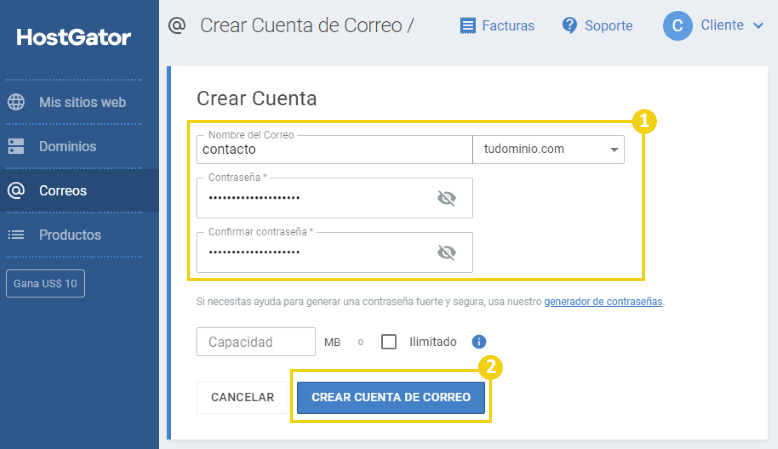 HostGator
Mis sitios web
Dominios
Correos
Productos
Gana US$ 10
Crear Cuenta de Correo /
Facturas
Soporte
C
Cliente
Crear Cuenta
1
Nombre del Correo
contacto
tudominio.com
Contraseña *
••••••••••••••••••••
Confirmar contraseña *
••••••••••••••••••••
Si necesitas ayuda para generar una contraseña fuerte y segura, usa nuestro generador de contraseñas.
Capacidad
MB o Ilimitado
2
CANCELAR
CREAR CUENTA DE CORREO